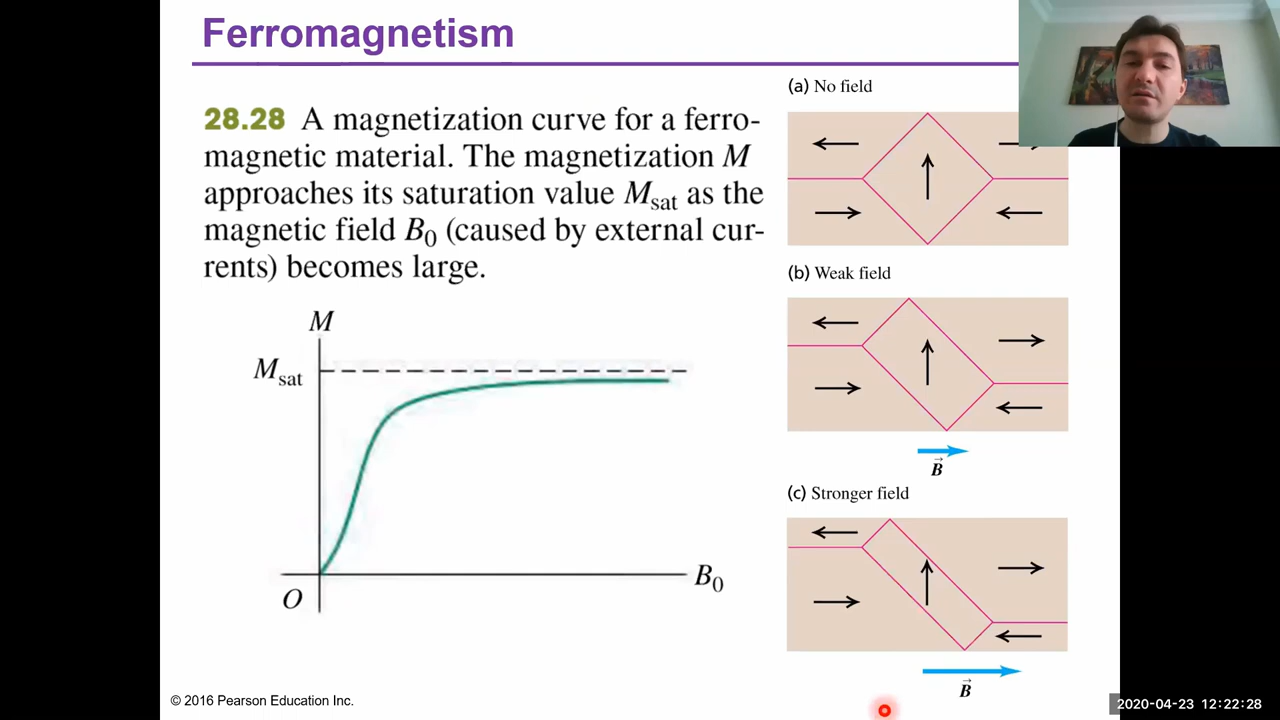 Ferromagnetism
28.28 A magnetization curve for a ferro-
magnetic material. The magnetization M
approaches its saturation value Msat as the
magnetic field B0 (caused by external cur-
rents) becomes large.
M
Msat
O
B0
(a) No field
(b) Weak field
B
(c) Stronger field
B
© 2016 Pearson Education Inc.
2020-04-23 12:22:28